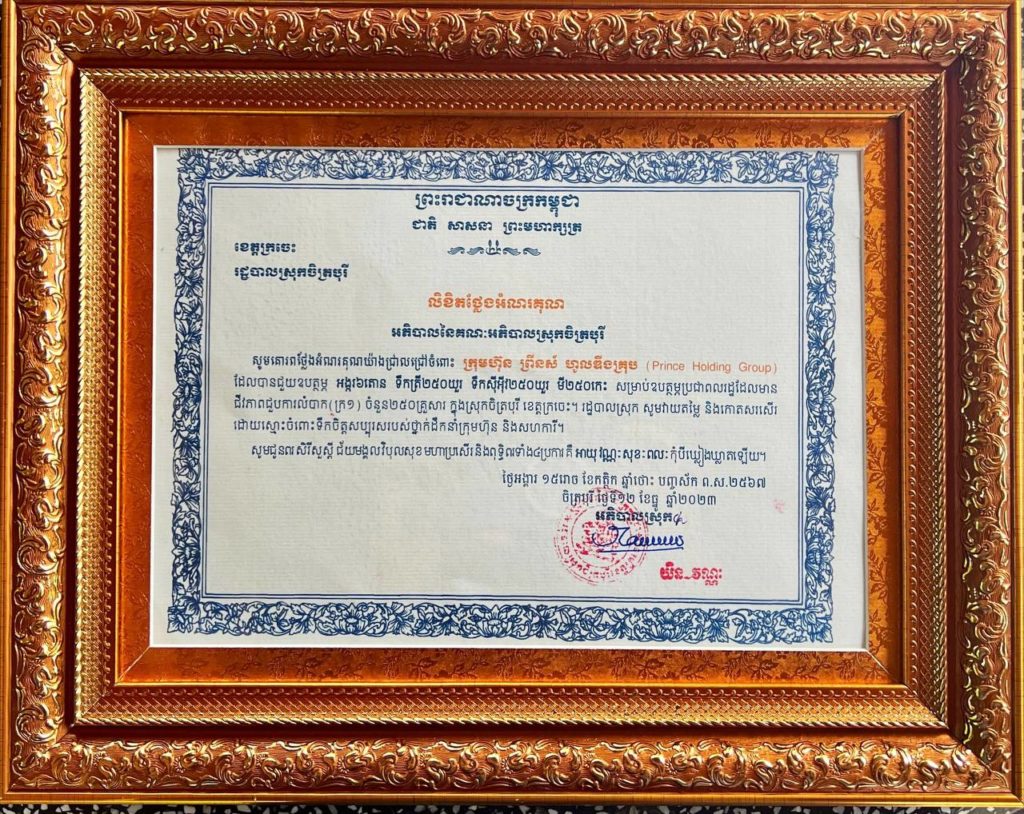 ព្រះរាជាណាចក្រកម្ពុជា
ជាតិ សាសនា ព្រះមហាក្សត្រ
ខេត្តក្រចេះ
រដ្ឋបាលស្រុកចិត្របុរី
លិខិតថ្លែងអំណរគុណ
អភិបាលនៃគណៈអភិបាលស្រុកចិត្របុរី
សូមគោរពថ្លែងអំណរគុណយ៉ាងជ្រាលជ្រៅចំពោះ ក្រុមហ៊ុន ព្រីនស៍ ហូលឌីងគ្រុប (Prince Holding Group)
ដែលបានជួយឧបត្ថម្ភ អង្ករ៦តោន ទឹកត្រី២៥០យួរ ទឹកស៊ីអ៊ីវ២៥០យួរ មី២៥០កេះ សម្រាប់ឧបត្ថម្ភប្រជាពលរដ្ឋដែលមាន
ជីវភាពជួបការលំបាក(ក្រ១) ចំនួន២៥០គ្រួសារ ក្នុងស្រុកចិត្របុរី ខេត្តក្រចេះ។ រដ្ឋបាលស្រុក សូមវាយតម្លៃ និងកោតសរសើរ
ដោយស្មោះចំពោះទឹកចិត្តសប្បុរសរបស់ថ្នាក់ដឹកនាំក្រុមហ៊ុន និងសហការី។
សូមជូនពរ សិរីសួស្តី ជ័យមង្គលវិបុលសុខមហាប្រសើរនិងពុទ្ធពរទាំង៤ប្រការគឺ អាយុ វណ្ណៈ សុខៈ ពលៈ កុំបីឃ្លៀងឃ្លាតឡើយ។
ថ្ងៃអង្គារ ១៥រោច ខែកត្តិក ឆ្នាំថោះ បញ្ចស័ក ព.ស.២៥៦៧
ចិត្របុរី ថ្ងៃទី១២ ខែធ្នូ ឆ្នាំ២០២៣
អភិបាលស្រុក
យិន វណ្ណៈ